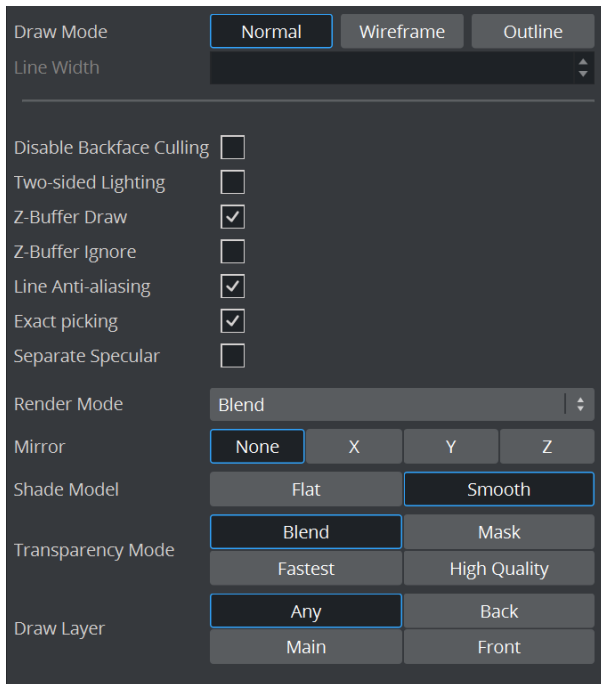 Draw Mode Normal Wireframe Outline
Line Width
Disable Backface Culling
Two-sided Lighting
Z-Buffer Draw
Z-Buffer Ignore
Line Anti-aliasing
Exact picking
Separate Specular
Render Mode Blend
Mirror None X Y Z
Shade Model Flat Smooth
Transparency Mode Blend Mask
Fastest High Quality
Draw Layer Any Back
Main Front